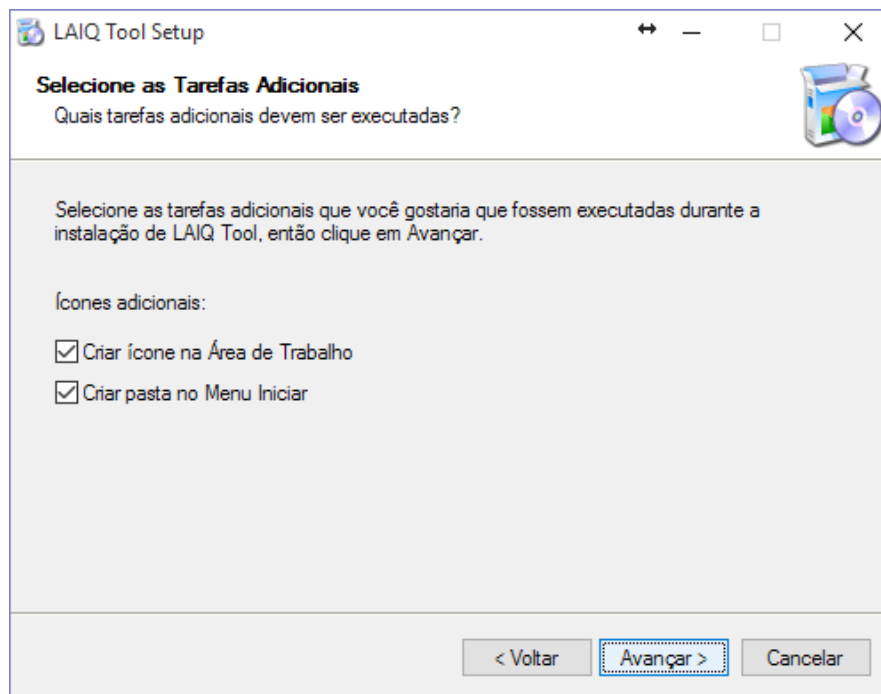 LAIQ Tool Setup
Selecione as Tarefas Adicionais
Quais tarefas adicionais devem ser executadas?
Selecione as tarefas adicionais que você gostaria que fossem executadas durante a
instalação de LAIQ Tool, então clique em Avançar.
Ícones adicionais:
Criar ícone na Área de Trabalho
Criar pasta no Menu Iniciar
< Voltar
Avançar >
Cancelar